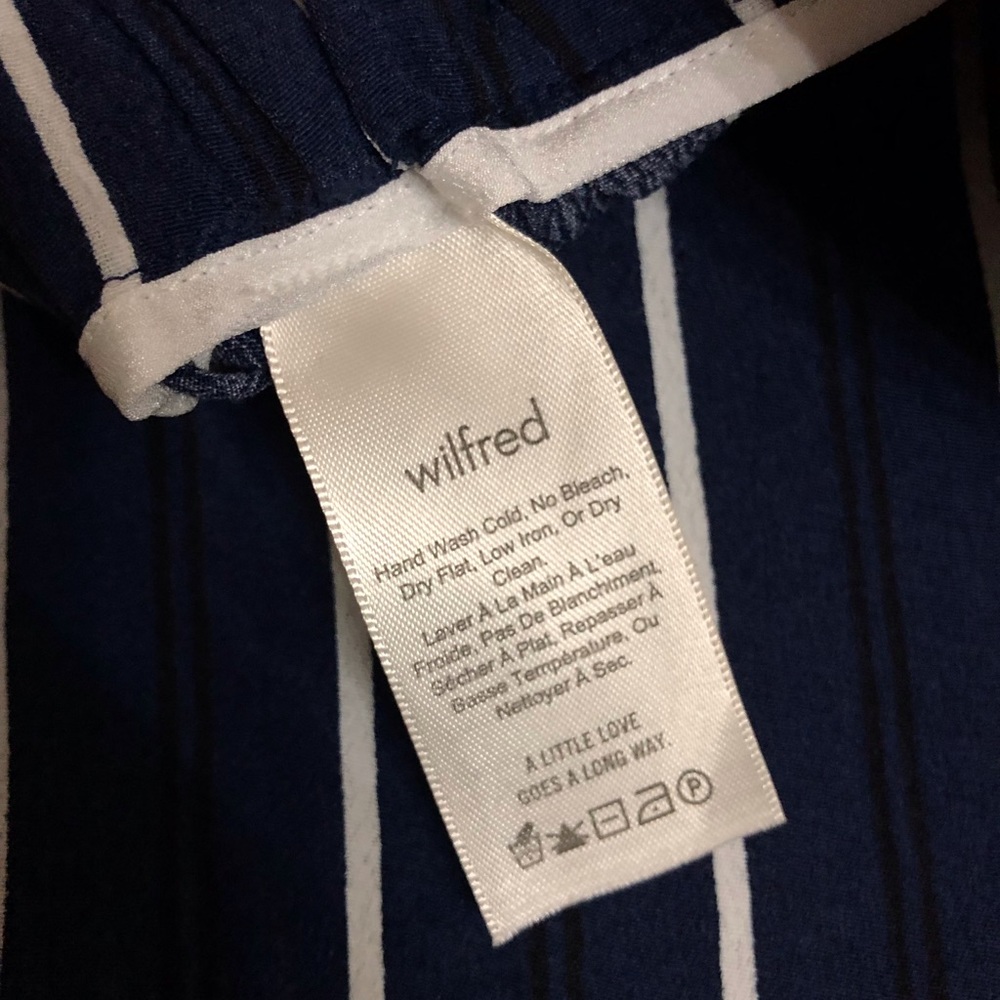 wilfred
Hand Wash Cold, No Bleach,
Dry Flat, Low Iron, Or Dry
Clean.
Laver À La Main À L'eau
Froide, Pas De Blanchiment,
Sécher À Plat, Repasser À
Basse Température, Ou
Nettoyer À Sec.
A LITTLE LOVE
GOES A LONG WAY.
P